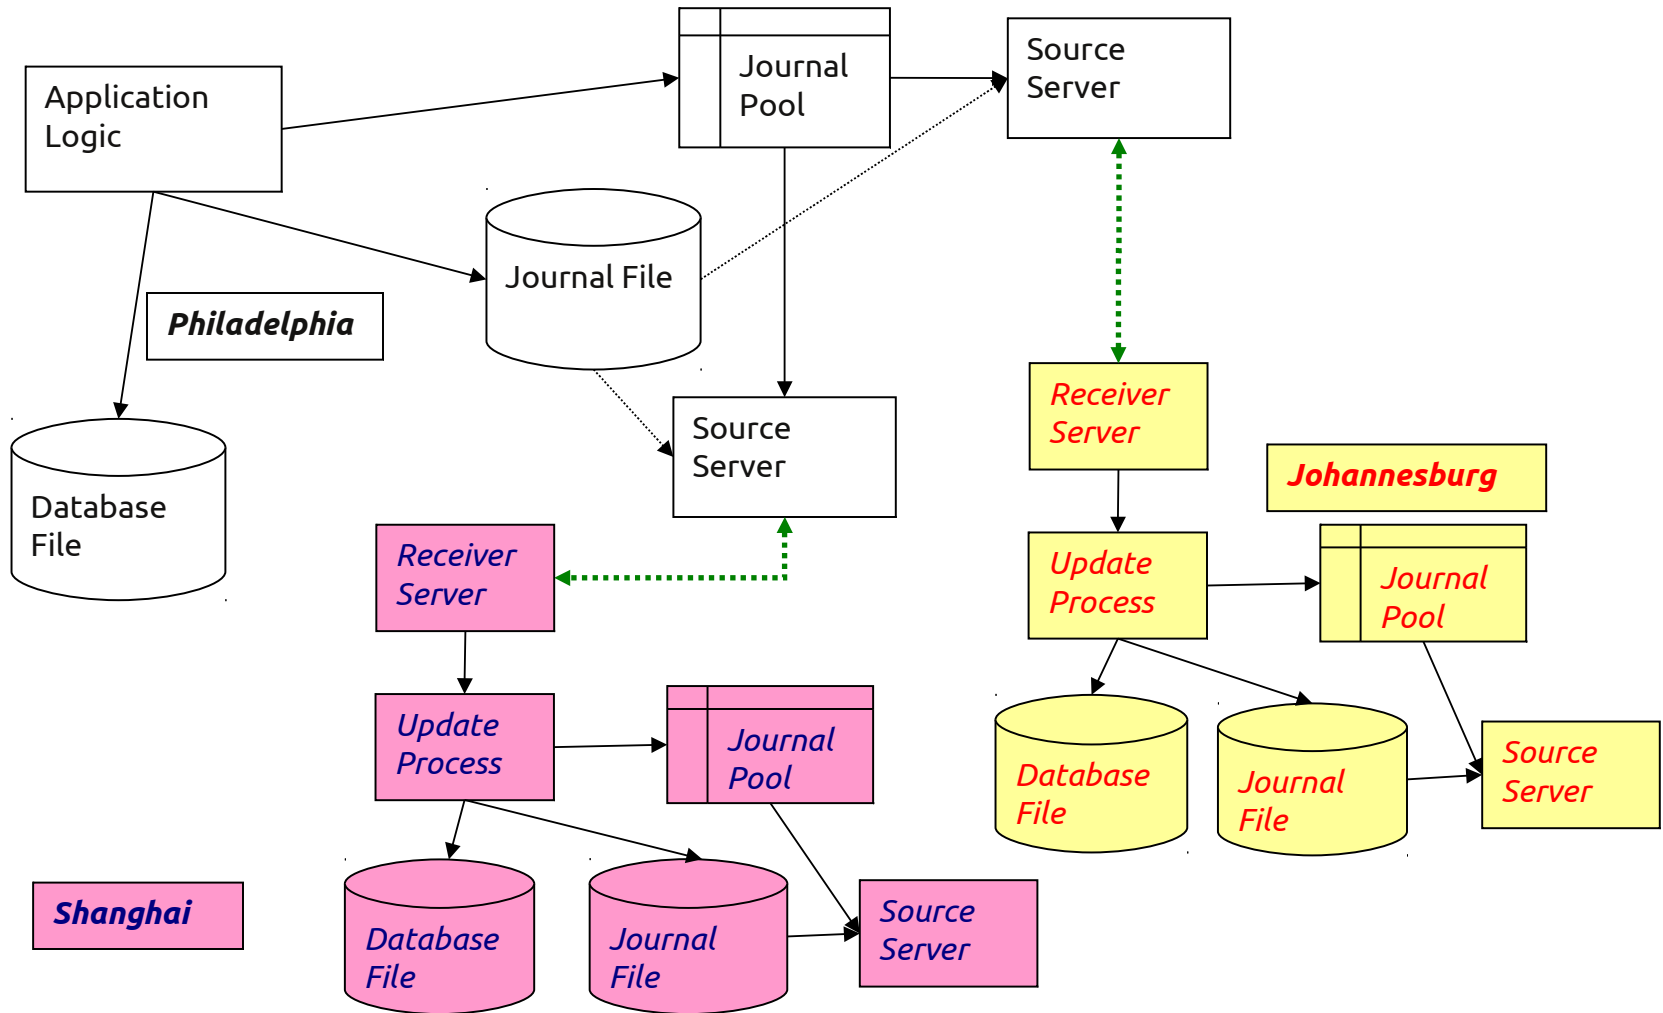 Application
Logic
Journal
Pool
Source
Server
Journal File
Philadelphia
Database
File
Source
Server
Receiver
Server
Johannesburg
Update
Process
Journal
Pool
Database
File
Journal
File
Source
Server
Receiver
Server
Update
Process
Journal
Pool
Shanghai
Database
File
Journal
File
Source
Server